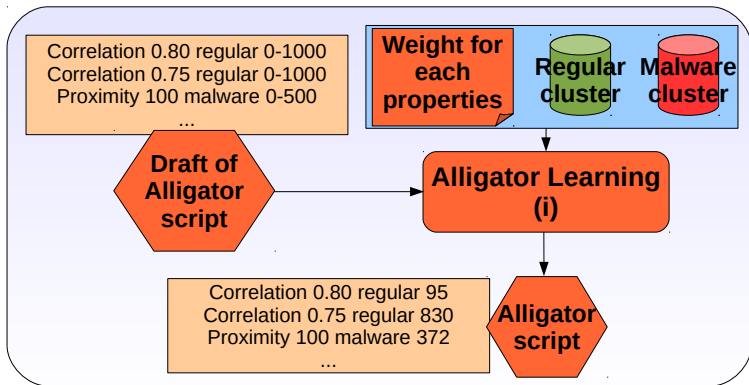 Correlation 0.80 regular 0-1000
Correlation 0.75 regular 0-1000
Proximity 100 malware 0-500
...
Weight for
each
properties
Regular
cluster
Malware
cluster
Draft of
Alligator
script
Alligator Learning
(i)
Correlation 0.80 regular 95
Correlation 0.75 regular 830
Proximity 100 malware 372
...
Alligator
script